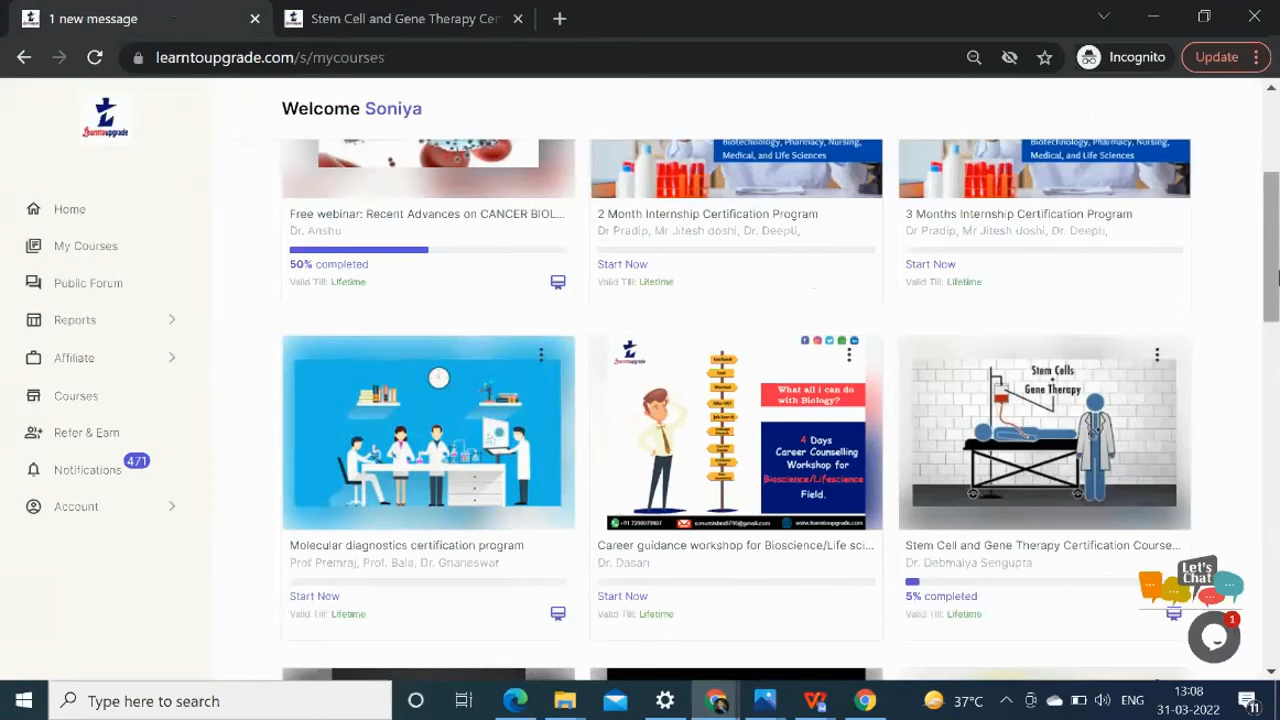 1 new message
Stem Cell and Gene Therapy Cer
learntoupgrade.com/s/mycourses
Incognito
Update
Learntoupgrade
Welcome Soniya
Home
My Courses
Public Forum
Reports
Affiliate
Courses
Refer & Earn
Notifications 471
Account
Biotechnology, Pharmacy, Nursing,
Medical, and Life Sciences
Biotechnology, Pharmacy, Nursing,
Medical, and Life Sciences
Free webinar: Recent Advances on CANCER BIOL...
Dr. Anshu
50% completed
Valid Till: Lifetime
2 Month Internship Certification Program
Dr Pradip, Mr Jitesh doshi, Dr. Deepti,
Start Now
Valid Till: Lifetime
3 Months Internship Certification Program
Dr Pradip, Mr Jitesh doshi, Dr. Deepti,
Start Now
Valid Till: Lifetime
Molecular diagnostics certification program
Prof Premraj, Prof. Bala, Dr. Gnaneswar
Start Now
Valid Till: Lifetime
Learntoupgrade
What all i can do
with Biology?
4 Days
Career Counselling
Workshop for
Bioscience/Lifescience
Field.
www.learntoupgrade.com
Career guidance workshop for Bioscience/Life sci...
Dr. Dasari
Start Now
Valid Till: Lifetime
Stem Cells
+
Gene Therapy
Stem Cell and Gene Therapy Certification Course...
Dr. Debmalya Sengupta
5% completed
Valid Till: Lifetime
Let's
Chat
1
Type here to search
37°C
ENG
13:08
31-03-2022
11